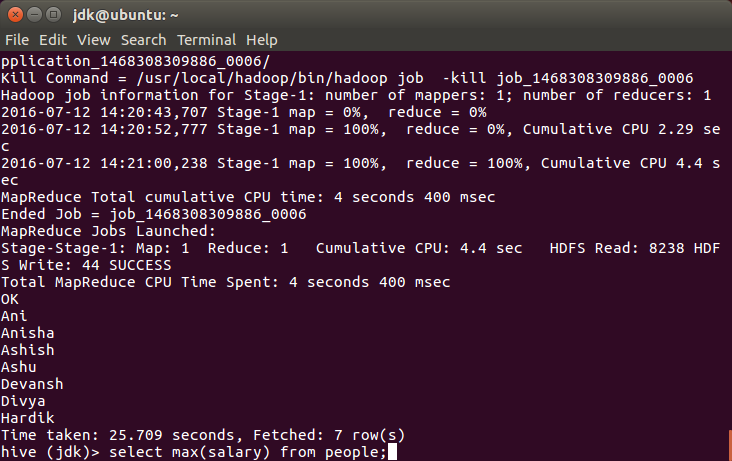 jdk@ubuntu: ~
File Edit View Search Terminal Help
pplication_1468308309886_0006/
Kill Command = /usr/local/hadoop/bin/hadoop job  -kill job_1468308309886_0006
Hadoop job information for Stage-1: number of mappers: 1; number of reducers: 1
2016-07-12 14:20:43,707 Stage-1 map = 0%,  reduce = 0%
2016-07-12 14:20:52,777 Stage-1 map = 100%,  reduce = 0%, Cumulative CPU 2.29 se
c
2016-07-12 14:21:00,238 Stage-1 map = 100%,  reduce = 100%, Cumulative CPU 4.4 s
ec
MapReduce Total cumulative CPU time: 4 seconds 400 msec
Ended Job = job_1468308309886_0006
MapReduce Jobs Launched:
Stage-Stage-1: Map: 1  Reduce: 1   Cumulative CPU: 4.4 sec   HDFS Read: 8238 HDF
S Write: 44 SUCCESS
Total MapReduce CPU Time Spent: 4 seconds 400 msec
OK
Ani
Anisha
Ashish
Ashu
Devansh
Divya
Hardik
Time taken: 25.709 seconds, Fetched: 7 row(s)
hive (jdk)> select max(salary) from people;